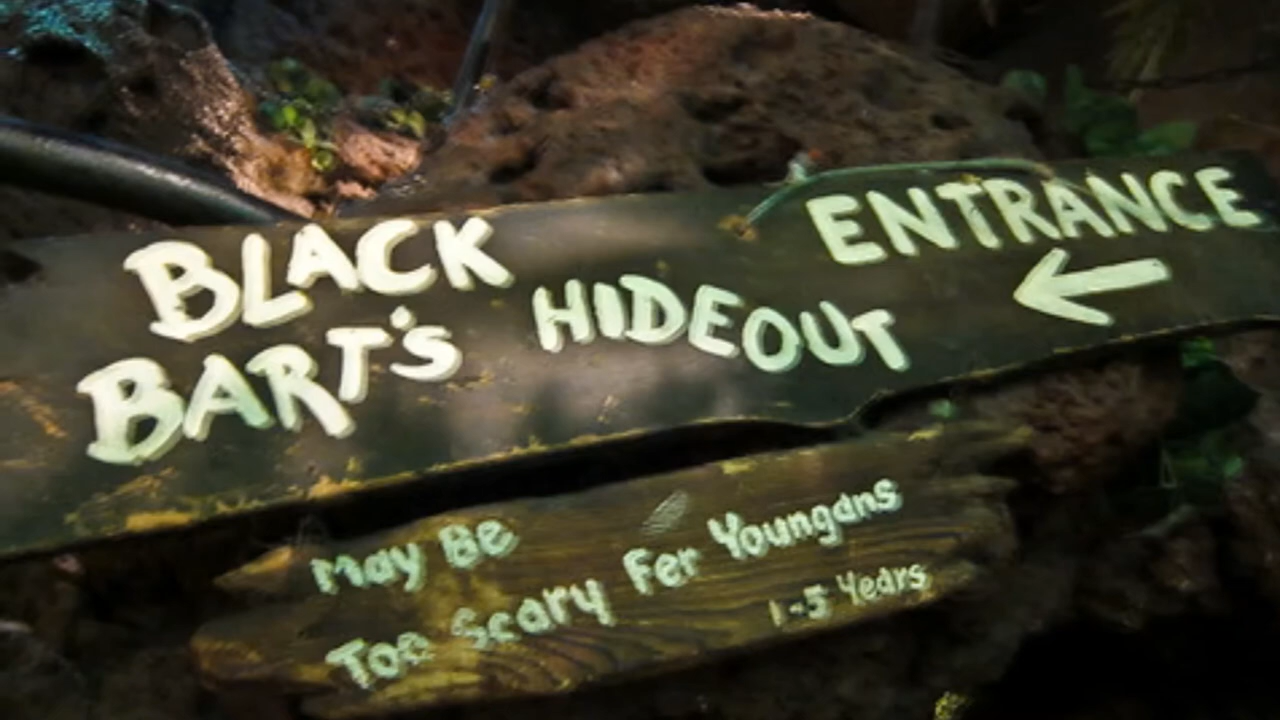 BLACK
BART'S HIDEOUT
ENTRANCE
←
May Be
Too Scary Fer Youngans
1-5 Years